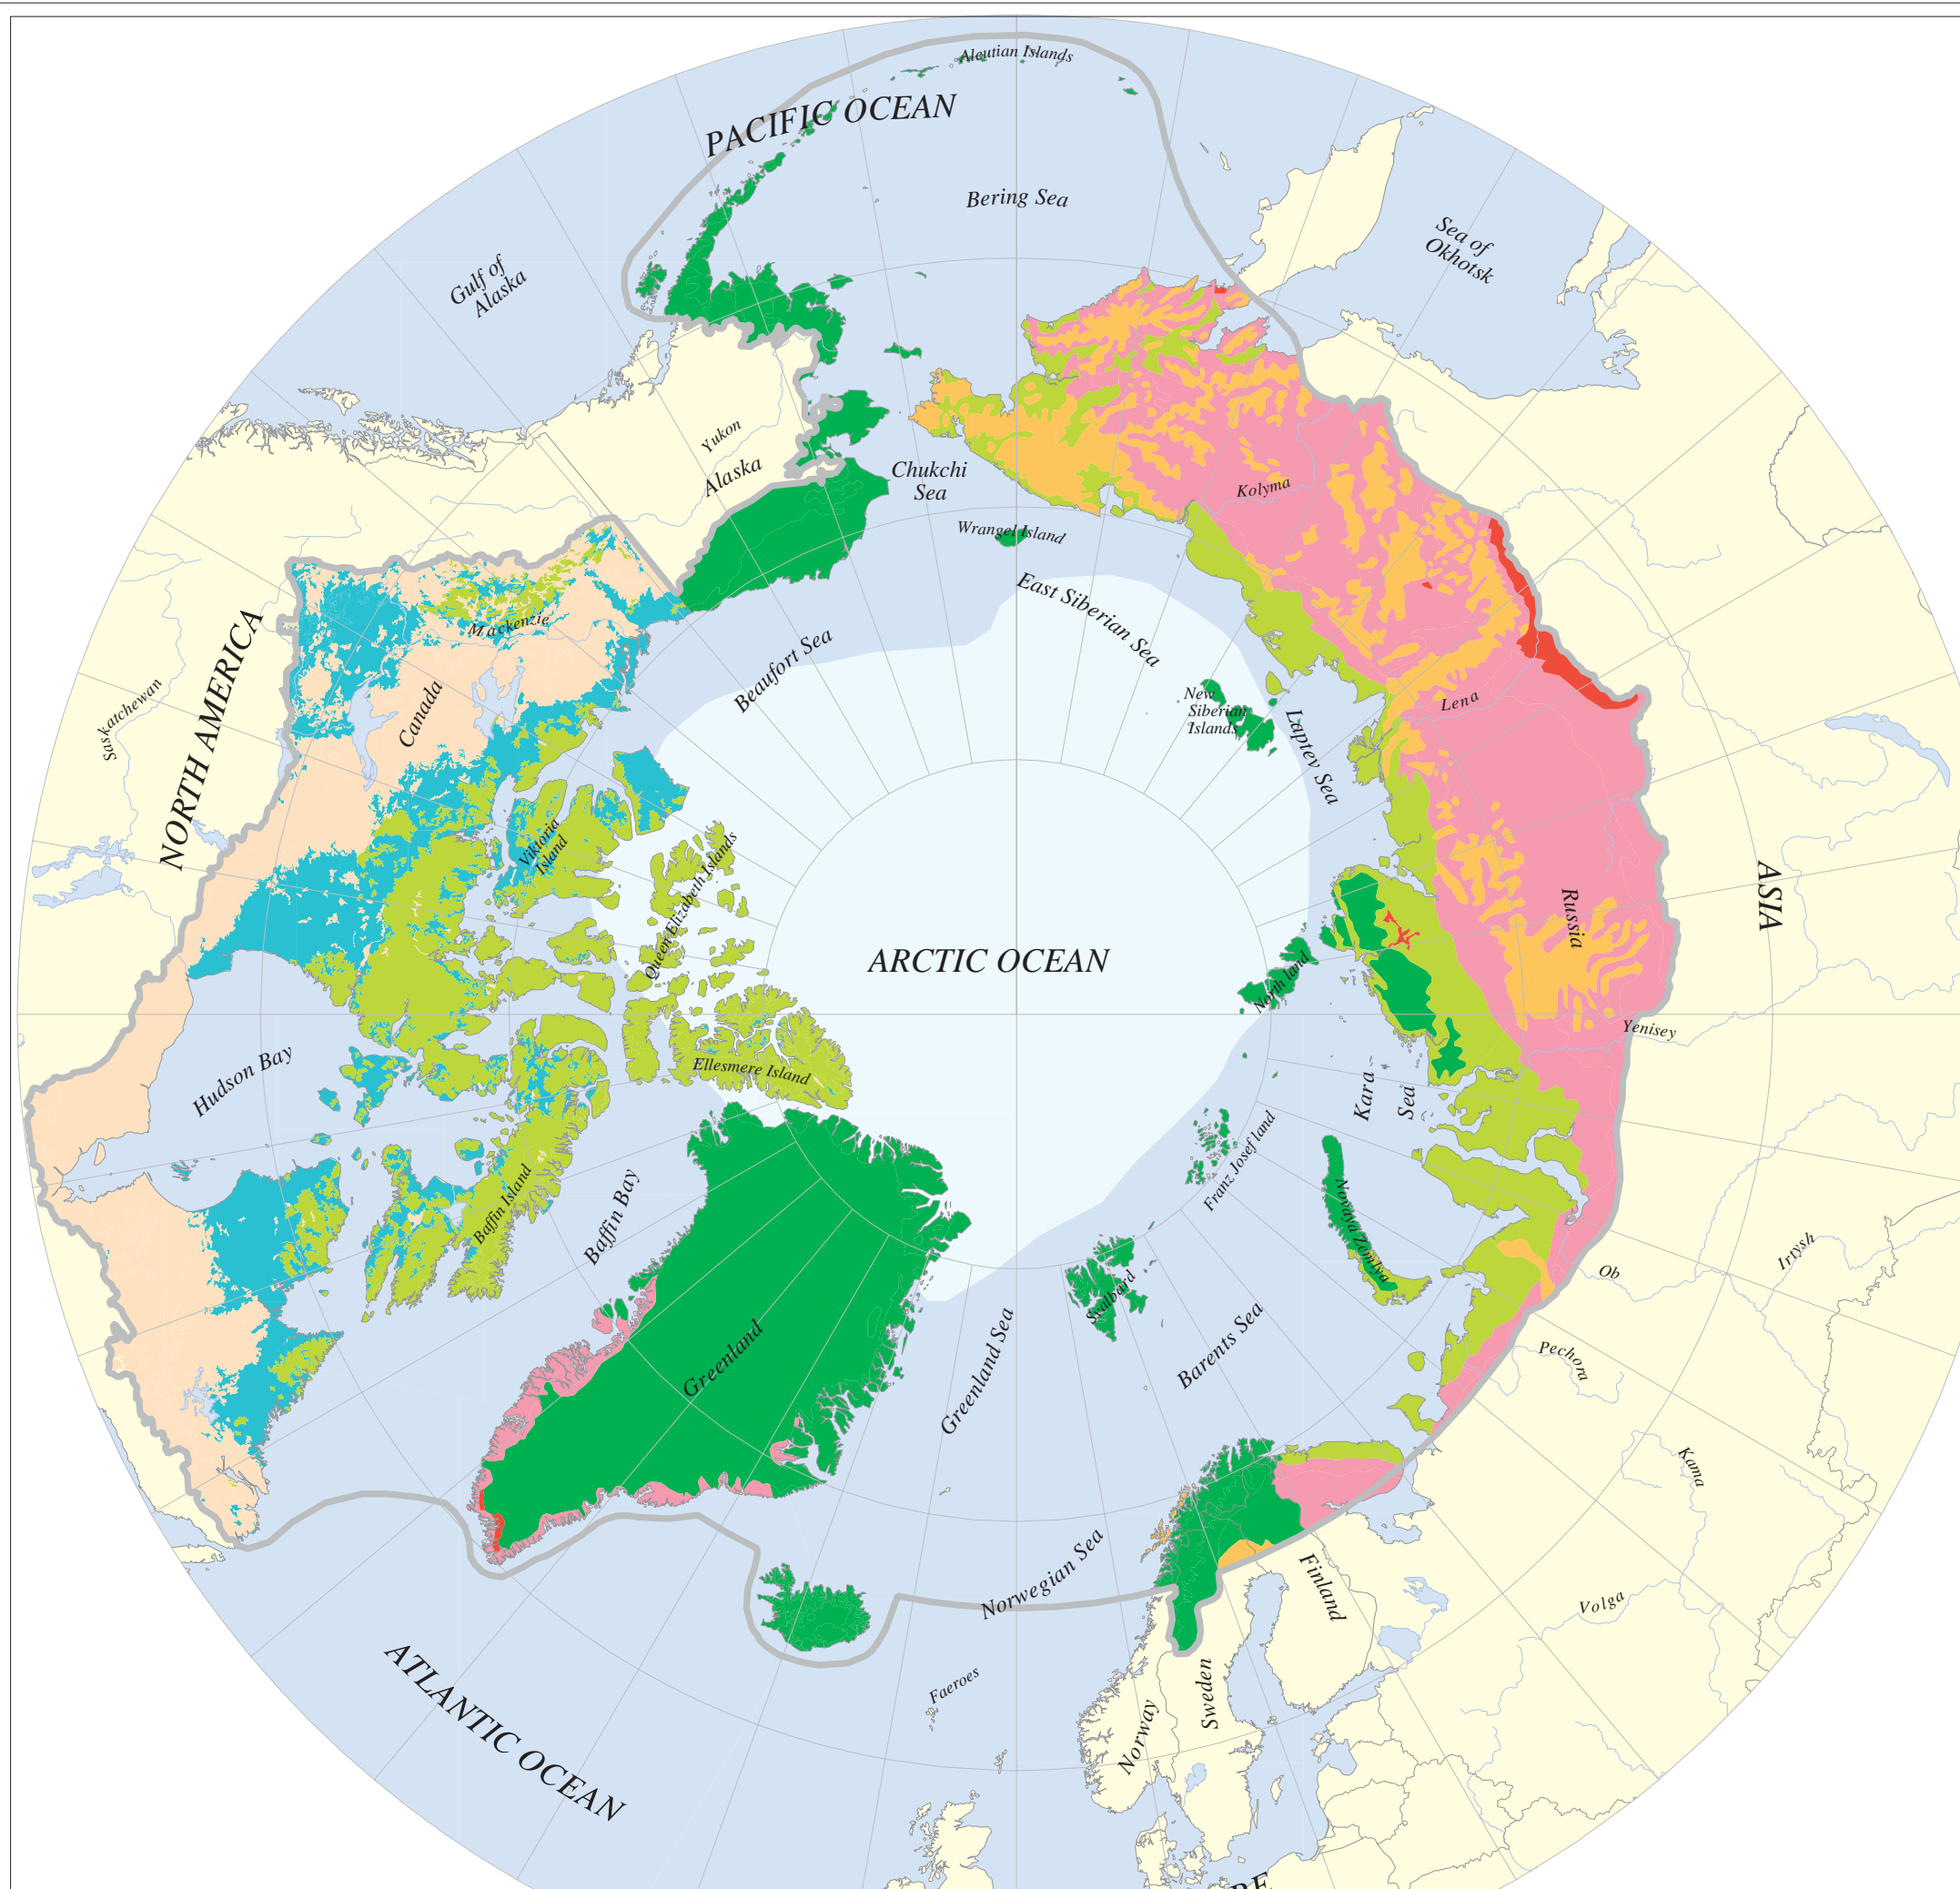 Aleutian Islands
PACIFIC OCEAN
Bering Sea
Sea of
Okhotsk
Gulf of
Alaska
Yukon
Alaska
Chukchi
Sea
Kolyma
Wrangel Island
East Siberian Sea
Mackenzie
Beaufort Sea
NORTH AMERICA
Saskatchewan
Canada
New
Siberian
Islands
Laptev Sea
Lena
Viktoria
Island
Queen Elizabeth Islands
ASIA
Russia
ARCTIC OCEAN
North land
Yenisey
Hudson Bay
Ellesmere Island
Kara
Sea
Franz Josef land
Baffin Island
Baffin Bay
Novaya Zemlya
Irtysh
Ob
Svalbard
Greenland
Greenland Sea
Barents Sea
Pechora
Kama
Norwegian Sea
Finland
Volga
ATLANTIC OCEAN
Faeroes
Norway
Sweden